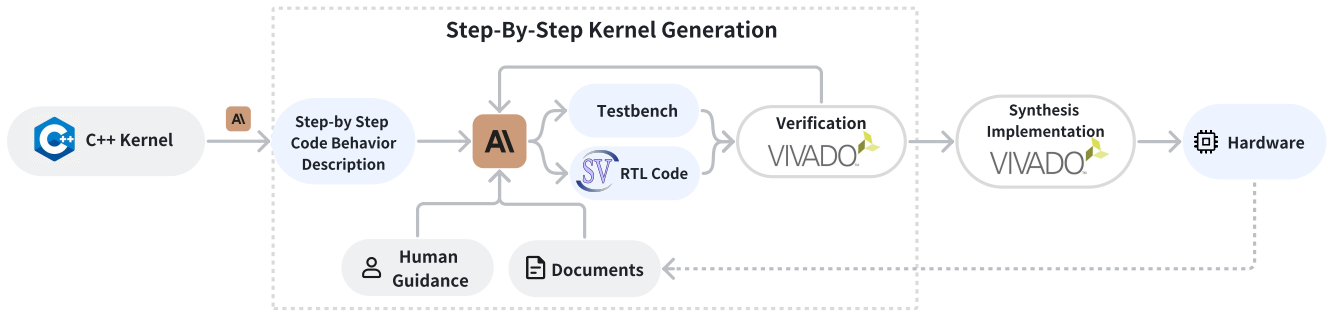 Step-By-Step Kernel Generation
C++ Kernel
A\
Step-by Step
Code Behavior
Description
A\
Testbench
SV RTL Code
Verification
VIVADO
Synthesis
Implementation
VIVADO
Hardware
Human
Guidance
Documents